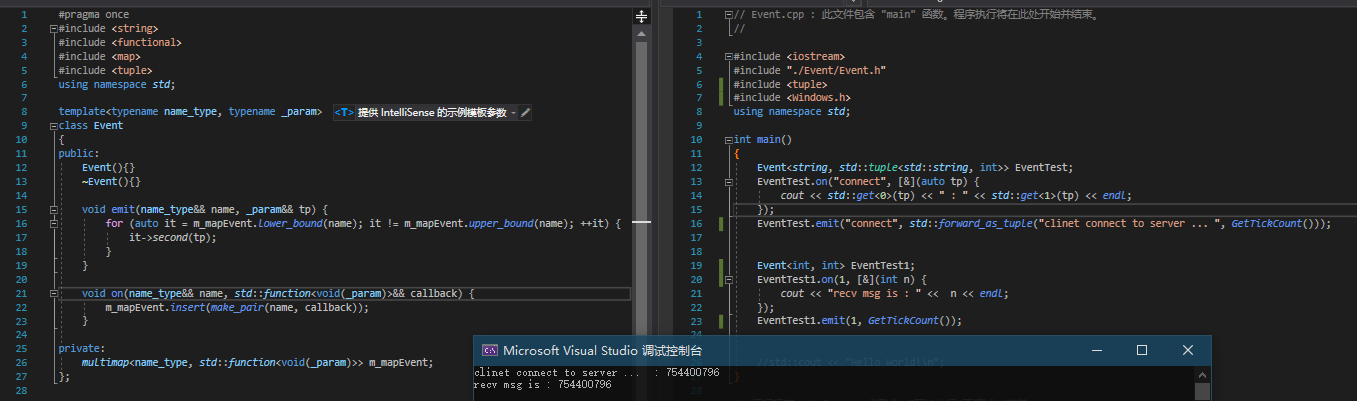 1 #pragma once
2 #include <string>
3 #include <functional>
4 #include <map>
5 #include <tuple>
6 using namespace std;
7
8 template<typename name_type, typename _param> <T> 提供 IntelliSense 的示例模板参数
9 class Event
10 {
11 public:
12 Event(){}
13 ~Event(){}
14
15 void emit(name_type&& name, _param&& tp) {
16 for (auto it = m_mapEvent.lower_bound(name); it != m_mapEvent.upper_bound(name); ++it) {
17 it->second(tp);
18 }
19 }
20
21 void on(name_type&& name, std::function<void(_param)>&& callback) {
22 m_mapEvent.insert(make_pair(name, callback));
23 }
24
25 private:
26 multimap<name_type, std::function<void(_param)>> m_mapEvent;
27 };
28
1 // Event.cpp : 此文件包含 "main" 函数。程序执行将在此处开始并结束。
2 //
3
4 #include <iostream>
5 #include "./Event/Event.h"
6 #include <tuple>
7 #include <Windows.h>
8 using namespace std;
9
10 int main()
11 {
12 Event<string, std::tuple<std::string, int>> EventTest;
13 EventTest.on("connect", [&](auto tp) {
14 cout << std::get<0>(tp) << " : " << std::get<1>(tp) << endl;
15 });
16 EventTest.emit("connect", std::forward_as_tuple("clinet connect to server ... ", GetTickCount()));
17
18
19 Event<int, int> EventTest1;
20 EventTest1.on(1, [&](int n) {
21 cout << "recv msg is : " << n << endl;
22 });
23 EventTest1.emit(1, GetTickCount());
24
Microsoft Visual Studio 调试控制台
std::cout << "Hello World!\n";
clinet connect to server ... : 754400796
recv msg is : 754400796